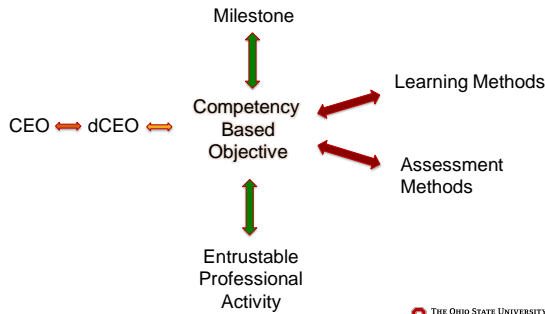 Milestone
Learning Methods
Competency
Based
Objective
CEO
dCEO
Assessment
Methods
Entrustable
Professional
Activity
THE OHIO STATE UNIVERSITY